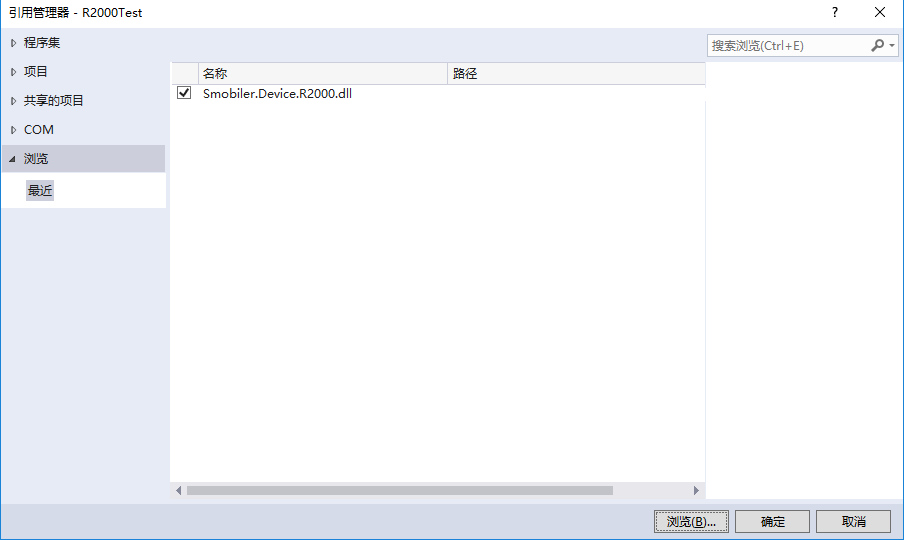 引用管理器 - R2000Test
?
程序集
搜索浏览(Ctrl+E)
项目
名称
路径
Smobiler.Device.R2000.dll
共享的项目
COM
浏览
最近
浏览(B)...
确定
取消